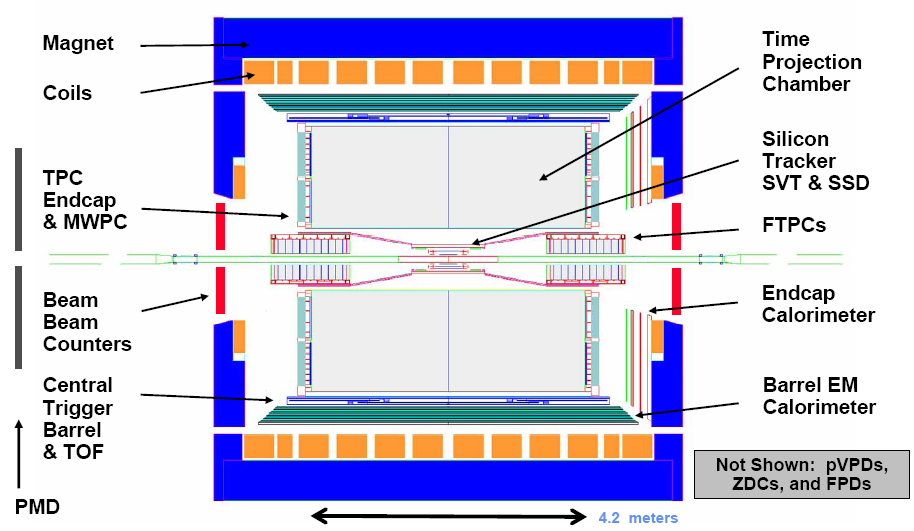 Magnet
Coils
TPC
Endcap
& MWPC
Beam
Beam
Counters
Central
Trigger
Barrel
& TOF
PMD
Time
Projection
Chamber
Silicon
Tracker
SVT & SSD
FTPCs
Endcap
Calorimeter
Barrel EM
Calorimeter
Not Shown: pVPDs,
ZDCs, and FPDs
4.2 meters